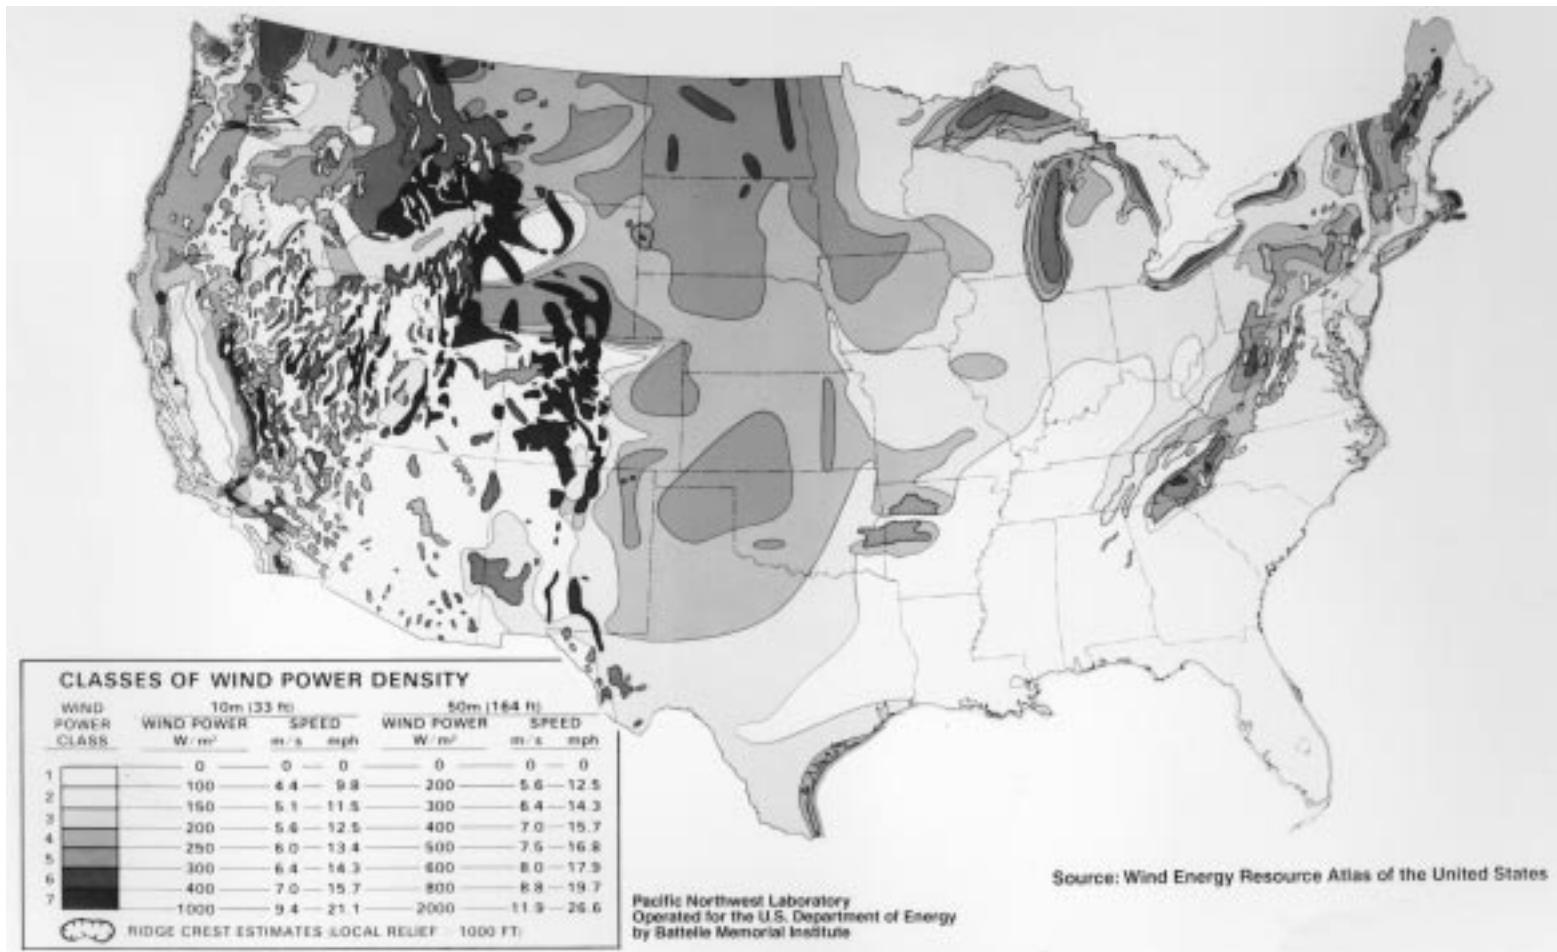 CLASSES OF WIND POWER DENSITY
WIND POWER CLASS
10m (33 ft)
50m (164 ft)
WIND POWER W/m² SPEED m/s mph WIND POWER W/m² SPEED m/s mph
0 0 0 0 0 0
1
100 4.4 9.8 200 5.6 12.5
2
150 5.1 11.5 300 6.4 14.3
3
200 5.6 12.5 400 7.0 15.7
4
250 6.0 13.4 500 7.5 16.8
5
300 6.4 14.3 600 8.0 17.9
6
400 7.0 15.7 800 8.8 19.7
7
1000 9.4 21.1 2000 11.9 26.6
RIDGE CREST ESTIMATES (LOCAL RELIEF 1000 FT)
Pacific Northwest Laboratory
Operated for the U.S. Department of Energy
by Battelle Memorial Institute
Source: Wind Energy Resource Atlas of the United States